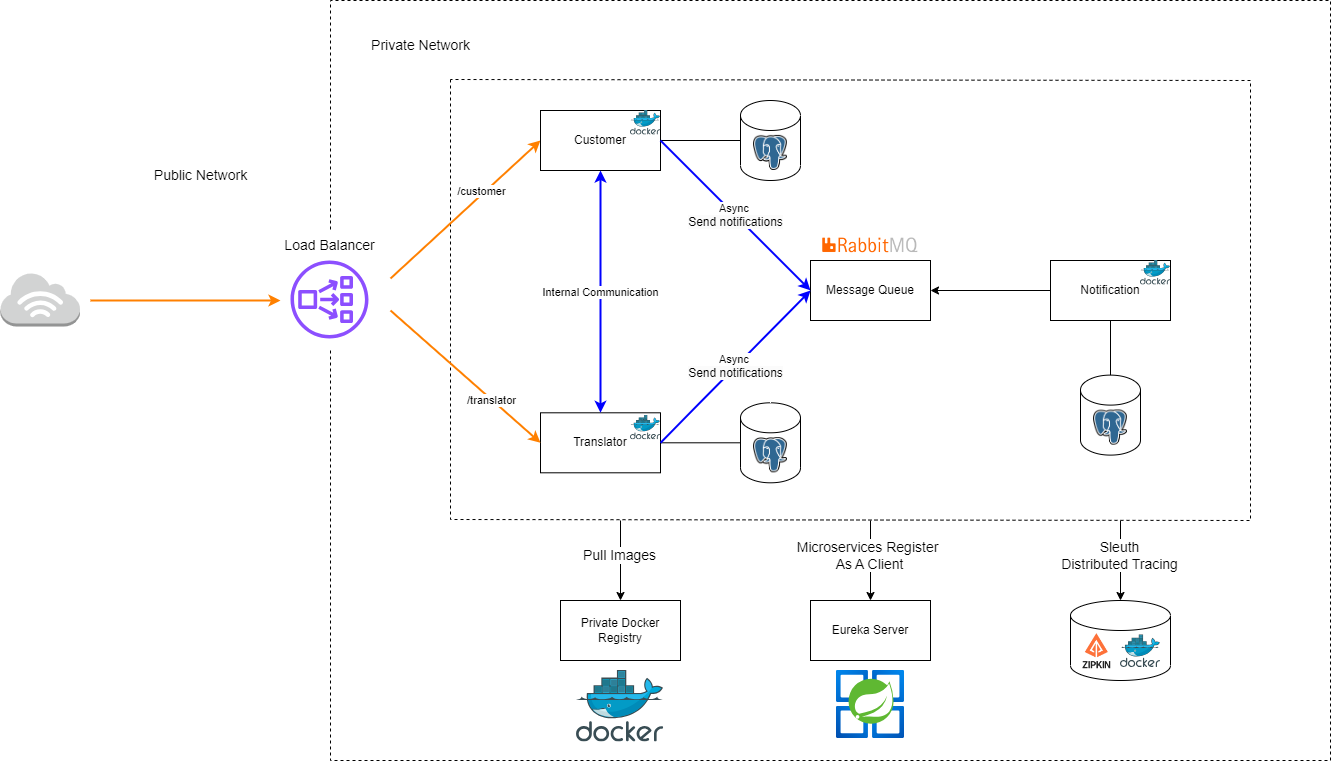 Private Network
Public Network
Load Balancer
/customer
/translator
Customer
docker
Internal Communication
Translator
docker
Async
Send notifications
Async
Send notifications
RabbitMQ
Message Queue
Notification
docker
Pull Images
Private Docker
Registry
docker
Microservices Register
As A Client
Eureka Server
Sleuth
Distributed Tracing
ZIPKIN
docker